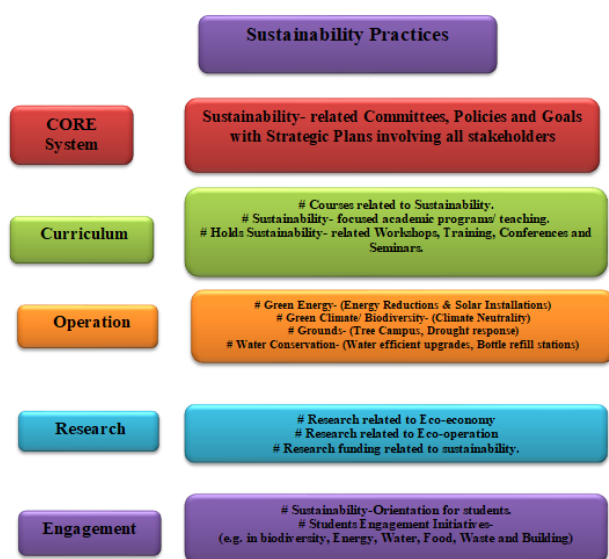 Sustainability Practices
CORE
System
Sustainability- related Committees, Policies and Goals
with Strategic Plans involving all stakeholders
Curriculum
# Courses related to Sustainability.
# Sustainability- focused academic programs/ teaching.
# Holds Sustainability- related Workshops, Training, Conferences and
Seminars.
Operation
# Green Energy- (Energy Reductions & Solar Installations)
# Green Climate/ Biodiversity- (Climate Neutrality)
# Grounds- (Tree Campus, Drought response)
# Water Conservation- (Water efficient upgrades, Bottle refill stations)
Research
# Research related to Eco-economy
# Research related to Eco-operation
# Research funding related to sustainability.
Engagement
# Sustainability-Orientation for students.
# Students Engagement Initiatives-
(e.g. in biodiversity, Energy, Water, Food, Waste and Building)